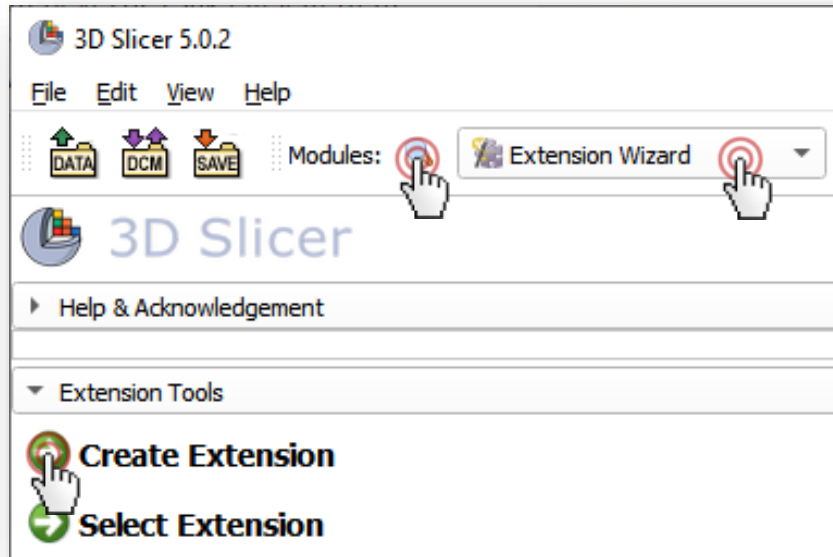 3D Slicer 5.0.2
File Edit View Help
DATA DCM SAVE Modules: Extension Wizard
3D Slicer
Help & Acknowledgement
Extension Tools
Create Extension
Select Extension